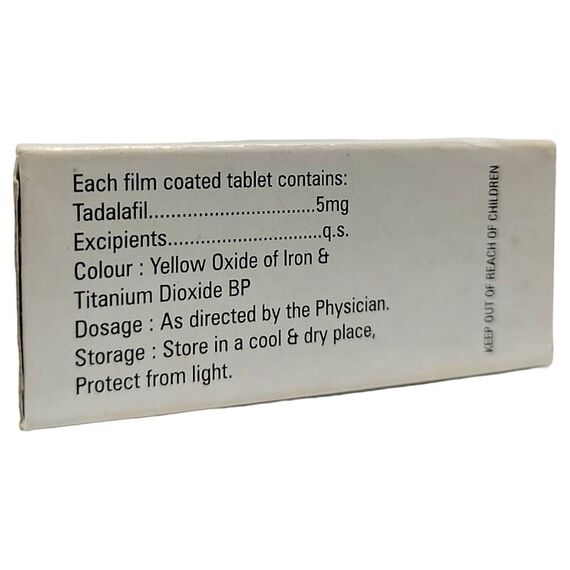 Each film coated tablet contains:
Tadalafil...............................5mg
Excipients.............................q.s.
Colour : Yellow Oxide of Iron &
Titanium Dioxide BP
Dosage : As directed by the Physician.
Storage : Store in a cool & dry place,
Protect from light.
KEEP OUT OF REACH OF CHILDREN